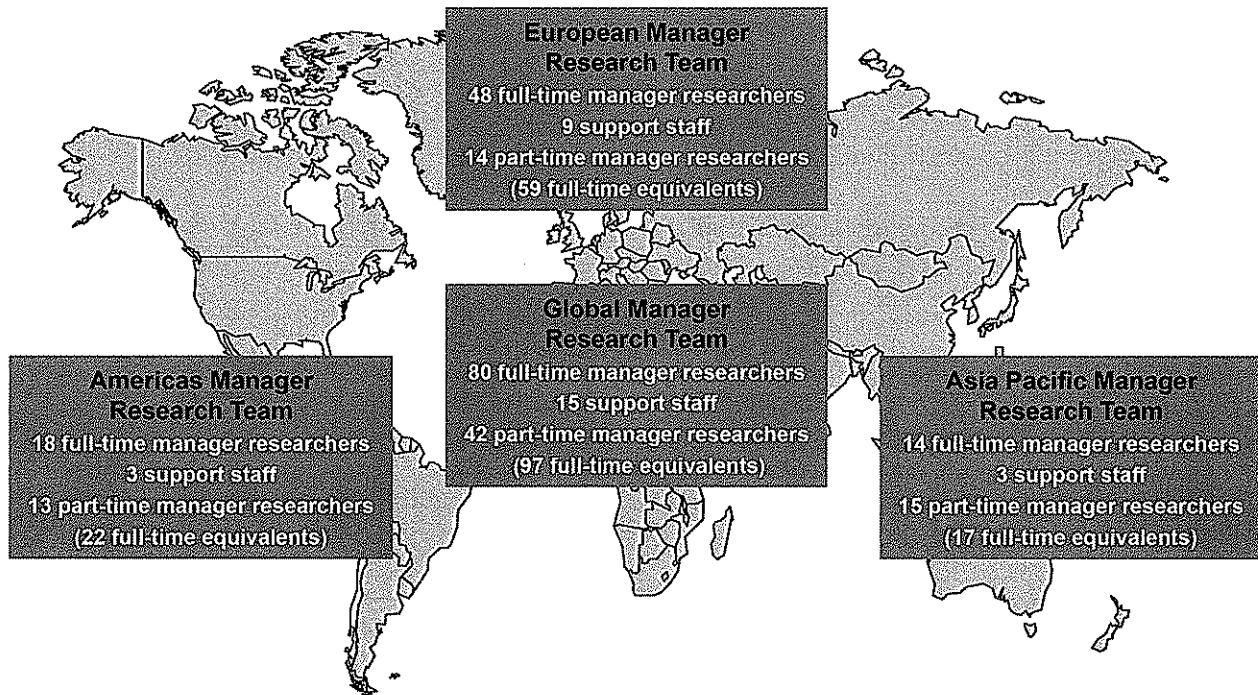 European Manager
Research Team
48 full-time manager researchers
9 support staff
14 part-time manager researchers
(59 full-time equivalents)
Global Manager
Research Team
80 full-time manager researchers
15 support staff
42 part-time manager researchers
(97 full-time equivalents)
Americas Manager
Research Team
18 full-time manager researchers
3 support staff
13 part-time manager researchers
(22 full-time equivalents)
Asia Pacific Manager
Research Team
14 full-time manager researchers
3 support staff
15 part-time manager researchers
(17 full-time equivalents)